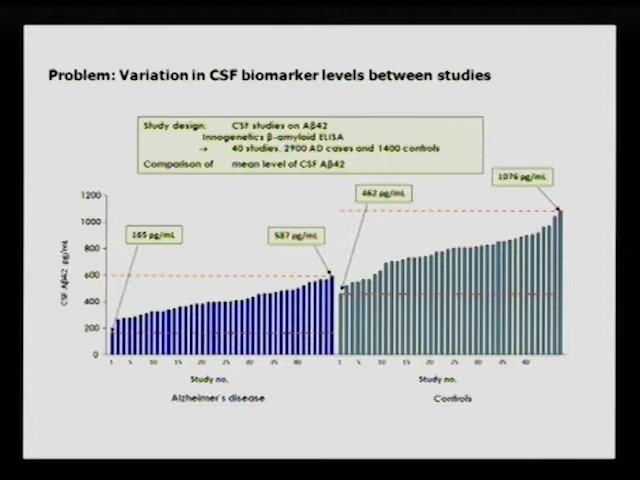 Problem: Variation in CSF biomarker levels between studies
Study design: CSF studies on Aβ42
Innogenetics β-amyloid ELISA
→ 40 studies, 2900 AD cases and 1400 controls
Comparison of mean level of CSF Aβ42
1076 pg/mL
462 pg/mL
165 pg/mL
587 pg/mL
CSF Aβ42 pg/mL
1200
1000
800
600
400
200
0
1 5 10 15 20 25 30 35 40 1 5 10 15 20 25 30 35 40
Study no. Study no.
Alzheimer's disease Controls